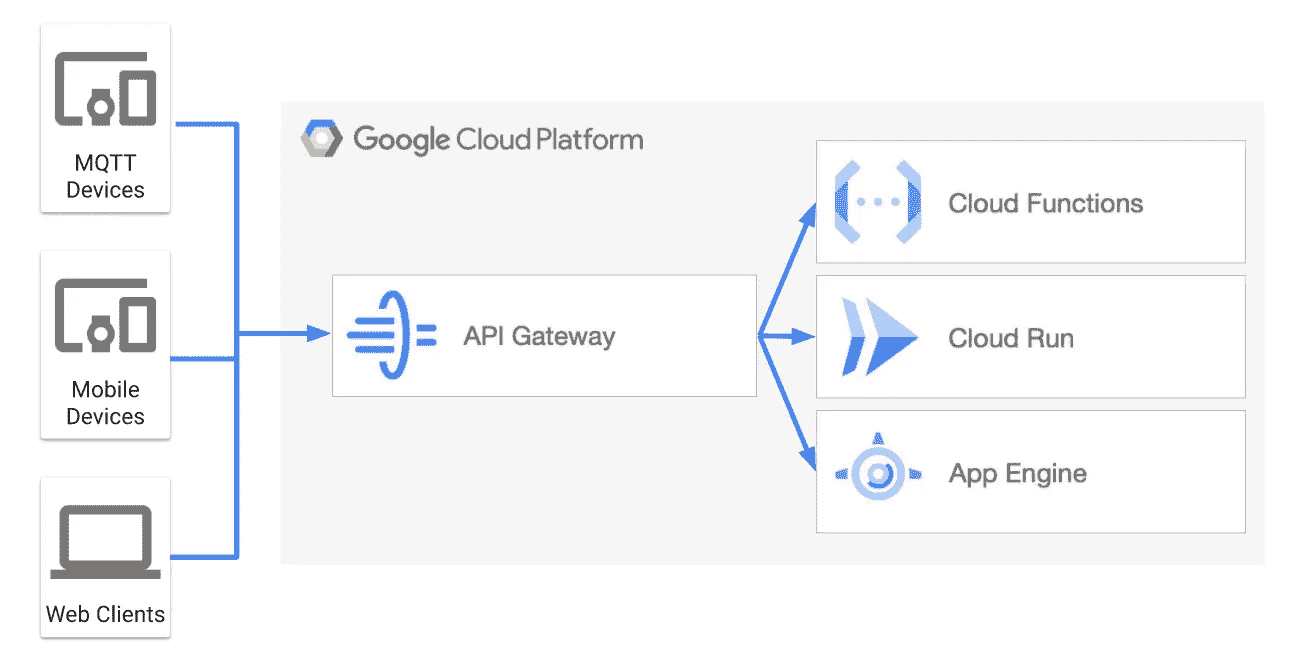 MQTT
Devices
Mobile
Devices
Web Clients
Google Cloud Platform
API Gateway
Cloud Functions
Cloud Run
App Engine